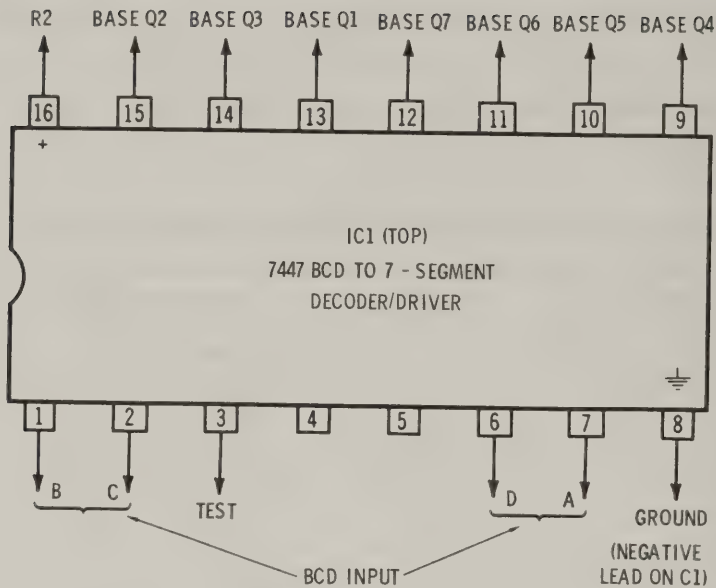 R2 BASE Q2 BASE Q3 BASE Q1 BASE Q7 BASE Q6 BASE Q5 BASE Q4
16 15 14 13 12 11 10 9
+
IC1 (TOP)
7447 BCD TO 7 - SEGMENT
DECODER/DRIVER
1 2 3 4 5 6 7 8
B C D A
TEST GROUND
(NEGATIVE
BCD INPUT LEAD ON C1)